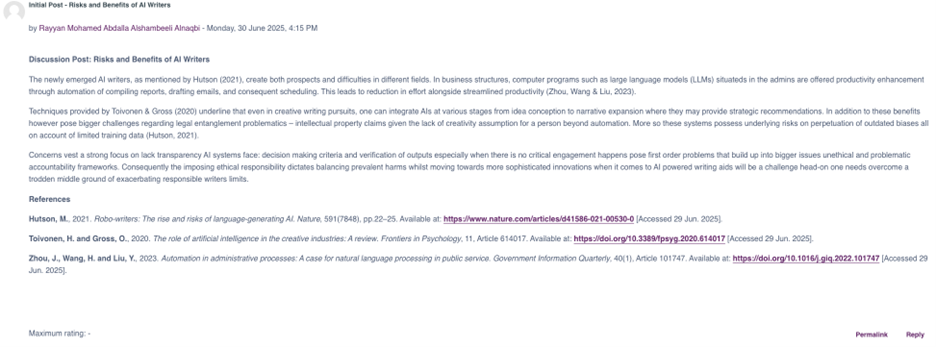 Initial Post - Risks and Benefits of AI Writers
by Rayyan Mohamed Abdalla Alshambeeli Alnaqbi - Monday, 30 June 2025, 4:15 PM
Discussion Post: Risks and Benefits of AI Writers
The newly emerged AI writers, as mentioned by Hutson (2021), create both prospects and difficulties in different fields. In business structures, computer programs such as large language models (LLMs) situateds in the admins are offered productivity enhancement
through automation of compiling reports, drafting emails, and consequent scheduling. This leads to reduction in effort alongside streamlined productivity (Zhou, Wang & Liu, 2023).
Techniques provided by Toivonen & Gross (2020) underline that even in creative writing pursuits, one can integrate AIs at various stages from idea conception to narrative expansion where they may provide strategic recommendations. In addition to these benefits
however pose bigger challenges regarding legal entanglement problematics – intellectual property claims given the lack of creativity assumption for a person beyond automation. More so these systems possess underlying risks on perpetuation of outdated biases all
on account of limited training data (Hutson, 2021).
Concerns vest a strong focus on lack transparency AI systems face: decision making criteria and verification of outputs especially when there is no critical engagement happens pose first order problems that build up into bigger issues unethical and problematic
accountability frameworks. Consequently the imposing ethical responsibility dictates balancing prevalent harms whilst moving towards more sophisticated innovations when it comes to AI powered writing aids will be a challenge head-on one needs overcome a
trodden middle ground of exacerbating responsible writers limits.
References
Hutson, M., 2021. Robo-writers: The rise and risks of language-generating AI. Nature, 591(7848), pp.22–25. Available at: https://www.nature.com/articles/d41586-021-00530-0 [Accessed 29 Jun. 2025].
Toivonen, H. and Gross, O., 2020. The role of artificial intelligence in the creative industries: A review. Frontiers in Psychology, 11, Article 614017. Available at: https://doi.org/10.3389/fpsyg.2020.614017 [Accessed 29 Jun. 2025].
Zhou, J., Wang, H. and Liu, Y., 2023. Automation in administrative processes: A case for natural language processing in public service. Government Information Quarterly, 40(1), Article 101747. Available at: https://doi.org/10.1016/j.giq.2022.101747 [Accessed 29
Jun. 2025].
Maximum rating: -
Permalink Reply